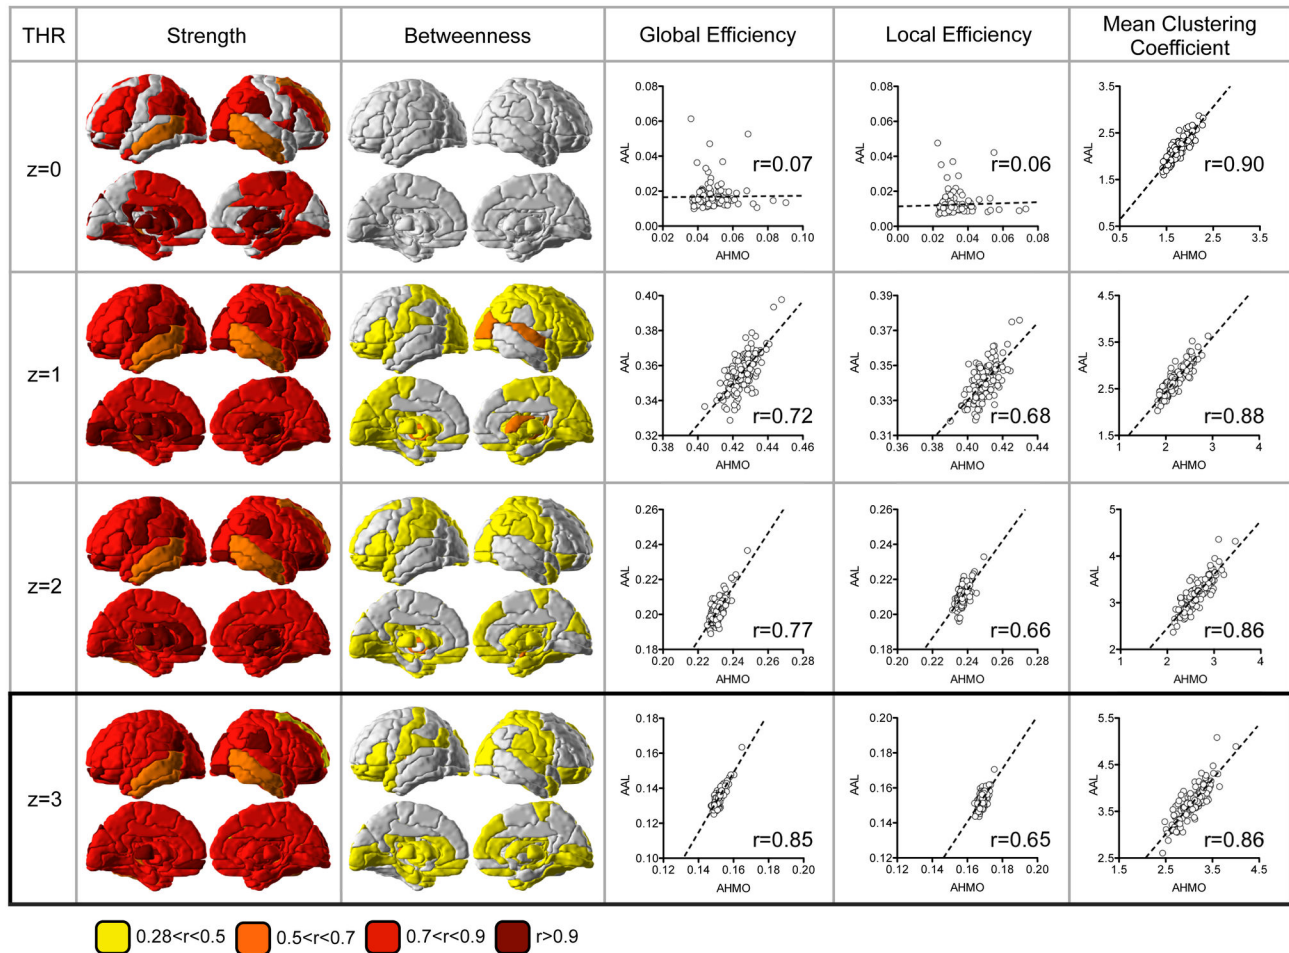 THR Strength Betweenness Global Efficiency Local Efficiency Mean Clustering
Coefficient
z=0
0.08 0.06 0.04 0.02 0.00
AAL
r=0.07
0.02 0.04 0.06 0.08 0.10
AHMO
0.08 0.06 0.04 0.02 0.00
AAL
r=0.06
0.00 0.02 0.04 0.06 0.08
AHMO
3.5 2.5 1.5 0.5
AAL
r=0.90
0.5 1.5 2.5 3.5
AHMO
z=1
0.40 0.38 0.36 0.34 0.32
AAL
r=0.72
0.40 0.42 0.44 0.46
AHMO
0.39 0.37 0.35 0.33 0.31
AAL
r=0.68
0.38 0.40 0.42 0.44
AHMO
4.5 3.5 2.5 1.5
AAL
r=0.88
1 2 3 4
AHMO
z=2
0.26 0.24 0.22 0.20 0.18
AAL
r=0.77
0.20 0.22 0.24 0.26 0.28
AHMO
0.26 0.24 0.22 0.20 0.18
AAL
r=0.66
0.20 0.22 0.24 0.26 0.28
AHMO
5 4 3 2
AAL
r=0.86
1 2 3 4
AHMO
z=3
0.18 0.16 0.14 0.12 0.10
AAL
r=0.85
0.12 0.14 0.16 0.18 0.20
AHMO
0.20 0.18 0.16 0.14 0.12
AAL
r=0.65
0.12 0.14 0.16 0.18 0.20
AHMO
5.5 4.5 3.5 2.5
AAL
r=0.86
1.5 2.5 3.5 4.5
AHMO
0.28<r<0.5 0.5<r<0.7 0.7<r<0.9 r>0.9